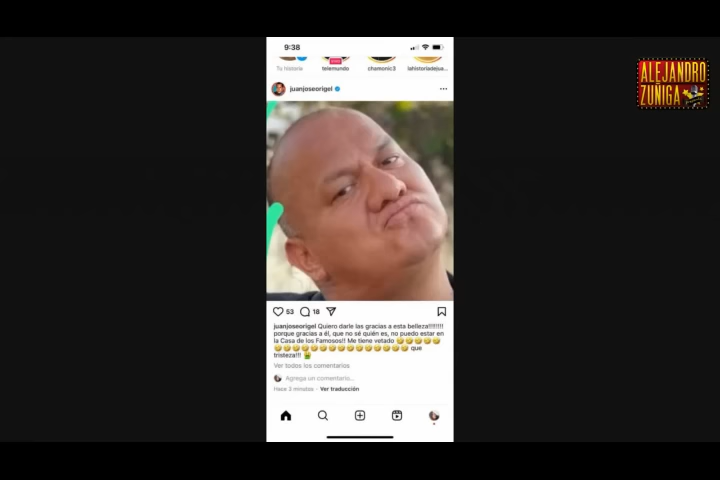 9:38
ALEJANDRO
ZUÑIGA
Tu historia
LIVE
telemundo
chamonic3
lahistoriadejue...
juanjoseorigel
53
18
juanjoseorigel Quiero darle las gracias a esta belleza!!!!!!!!
porque gracias a él, que no sé quién es, no puedo estar en
la Casa de los Famosos!! Me tiene vetado 🤣🤣🤣🤣🤣
🤣🤣🤣🤣🤣🤣🤣🤣🤣🤣🤣🤣🤣🤣🤣 que
tristeza!!! 🤮
Ver todos los comentarios
Agrega un comentario...
Hace 3 minutos · Ver traducción